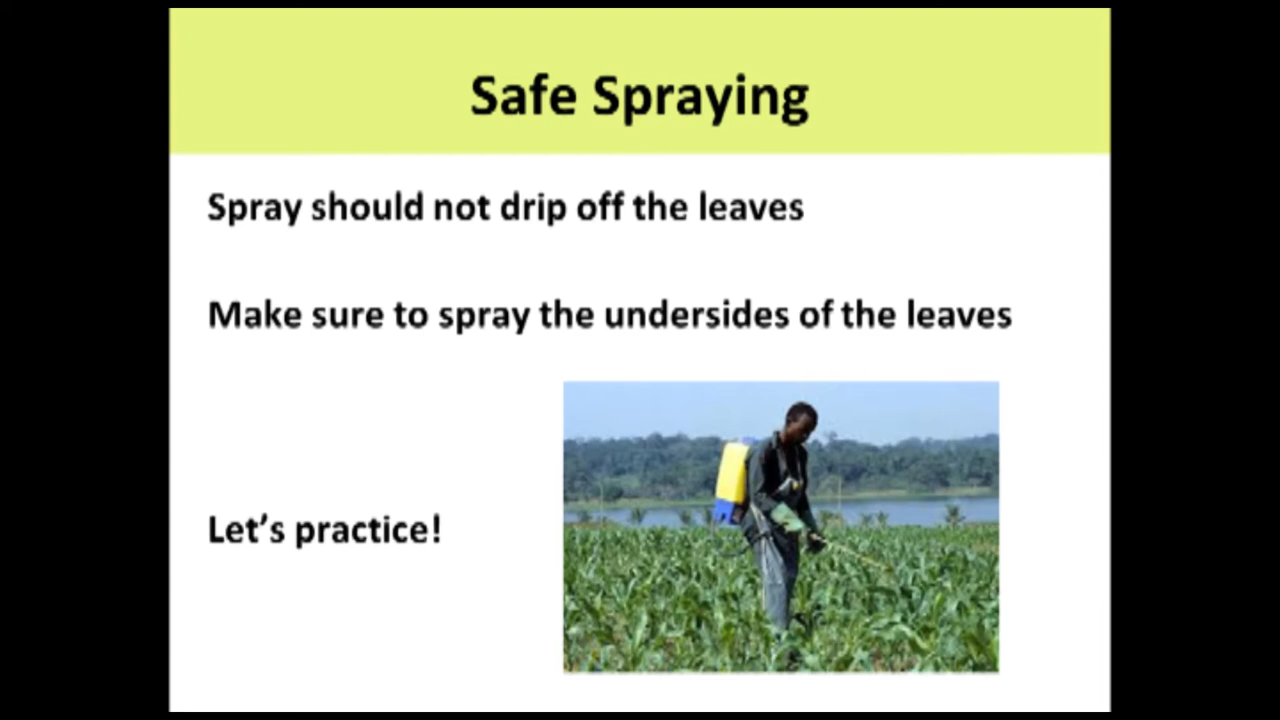 Safe Spraying
Spray should not drip off the leaves
Make sure to spray the undersides of the leaves
Let’s practice!